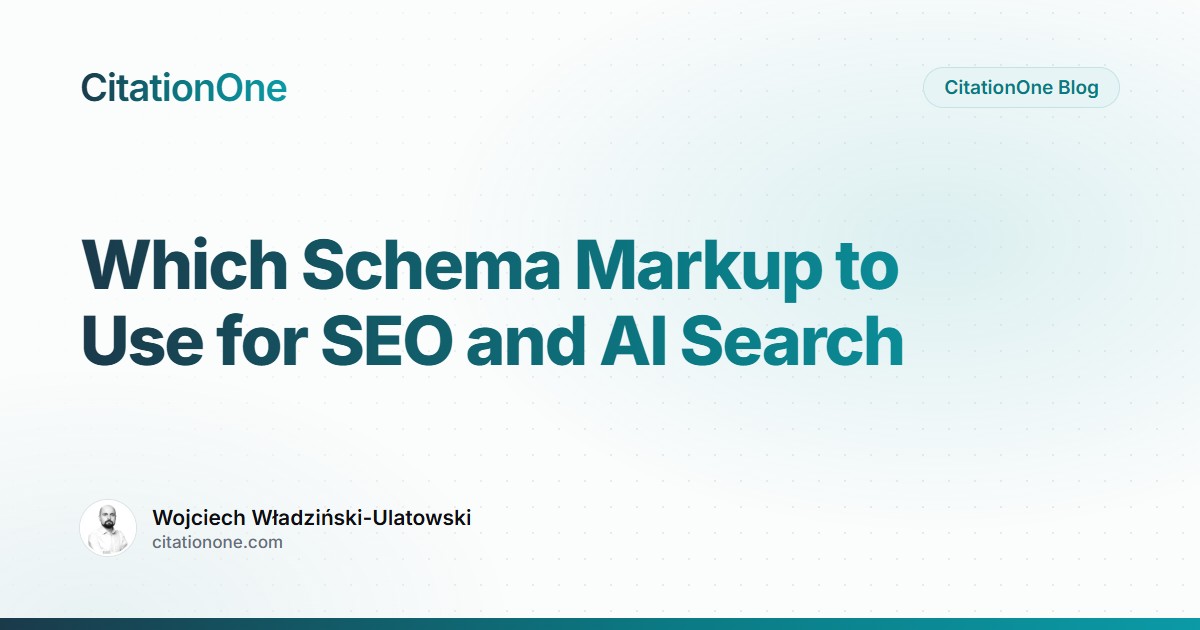 CitationOne
CitationOne Blog
Which Schema Markup to
Use for SEO and AI Search
Wojciech Władziński-Ulatowski
citationone.com